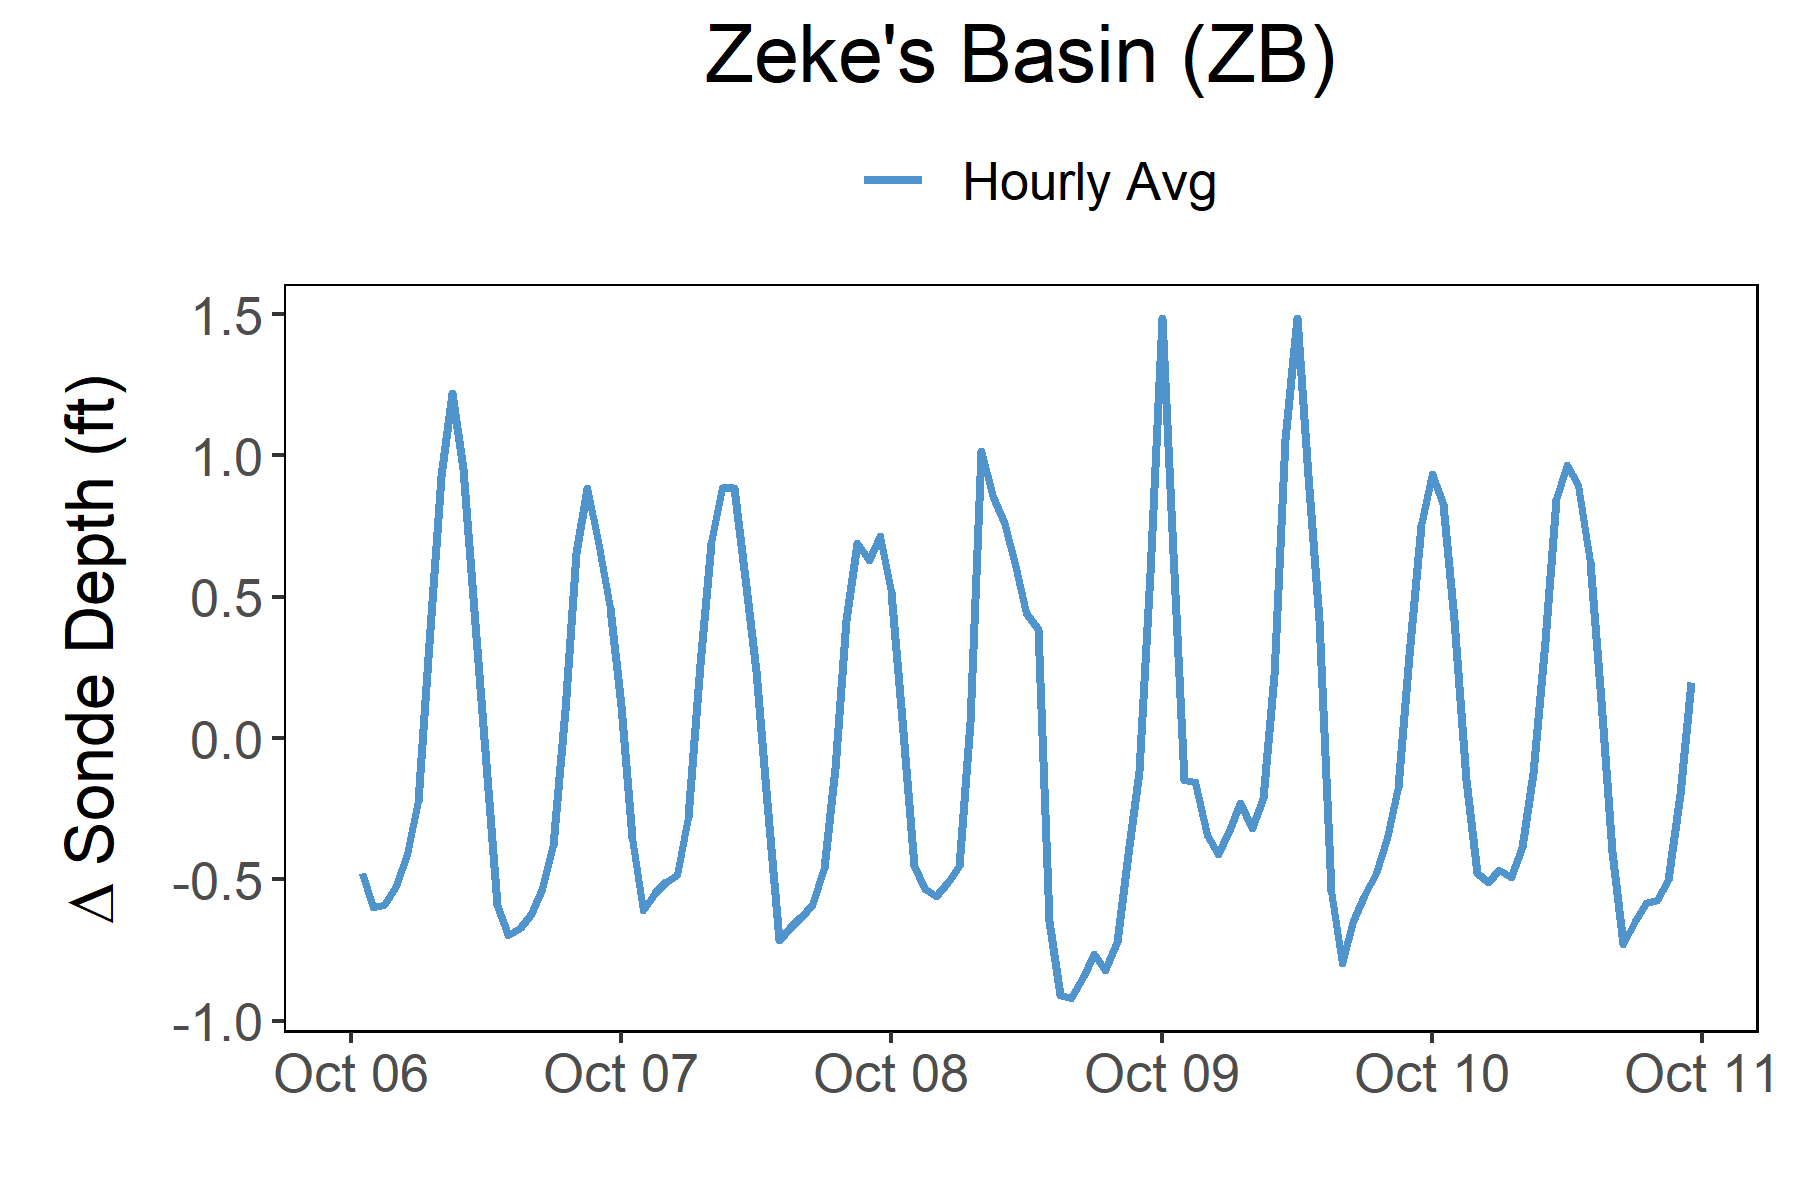 Zeke's Basin (ZB)
Hourly Avg
Δ Sonde Depth (ft)
1.5
1.0
0.5
0.0
-0.5
-1.0
Oct 06 Oct 07 Oct 08 Oct 09 Oct 10 Oct 11